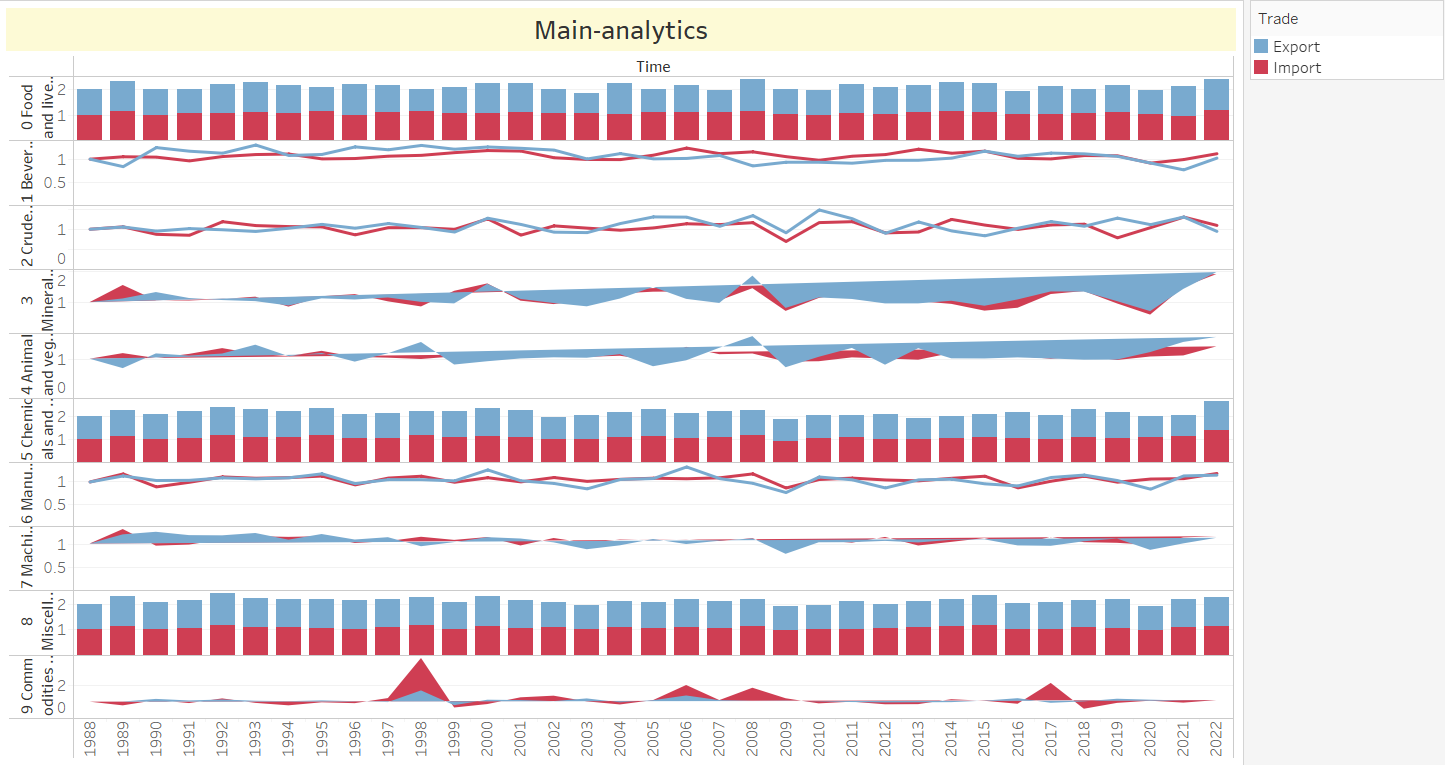 Main-analytics
Trade
Export
Import
Time
0 Food
and live..
2
1
1 Bever..
1
0.5
2 Crude..
1
0
3
Mineral..
2
1
4 Animal
and veg..
1
0
5 Chemic
als and ..
2
1
6 Manu..
1
0.5
7 Machi..
1
0.5
8
Miscell..
2
1
9 Comm
odities ..
2
0
1988 1989 1990 1991 1992 1993 1994 1995 1996 1997 1998 1999 2000 2001 2002 2003 2004 2005 2006 2007 2008 2009 2010 2011 2012 2013 2014 2015 2016 2017 2018 2019 2020 2021 2022